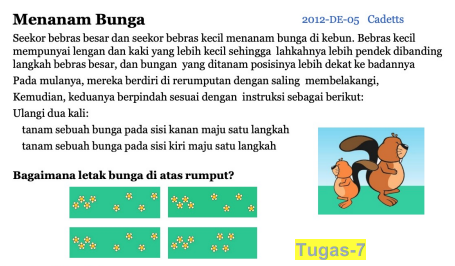 Menanam Bunga
2012-DE-05 Cadetts
Seekor bebras besar dan seekor bebras kecil menanam bunga di kebun. Bebras kecil
mempunyai lengan dan kaki yang lebih kecil sehingga lahkahnya lebih pendek dibanding
langkah bebras besar, dan bungan yang ditanam posisinya lebih dekat ke badannya
Pada mulanya, mereka berdiri di rerumputan dengan saling membelakangi,
Kemudian, keduanya berpindah sesuai dengan instruksi sebagai berikut:
Ulangi dua kali:
tanam sebuah bunga pada sisi kanan maju satu langkah
tanam sebuah bunga pada sisi kiri maju satu langkah
Bagaimana letak bunga di atas rumput?
Tugas-7